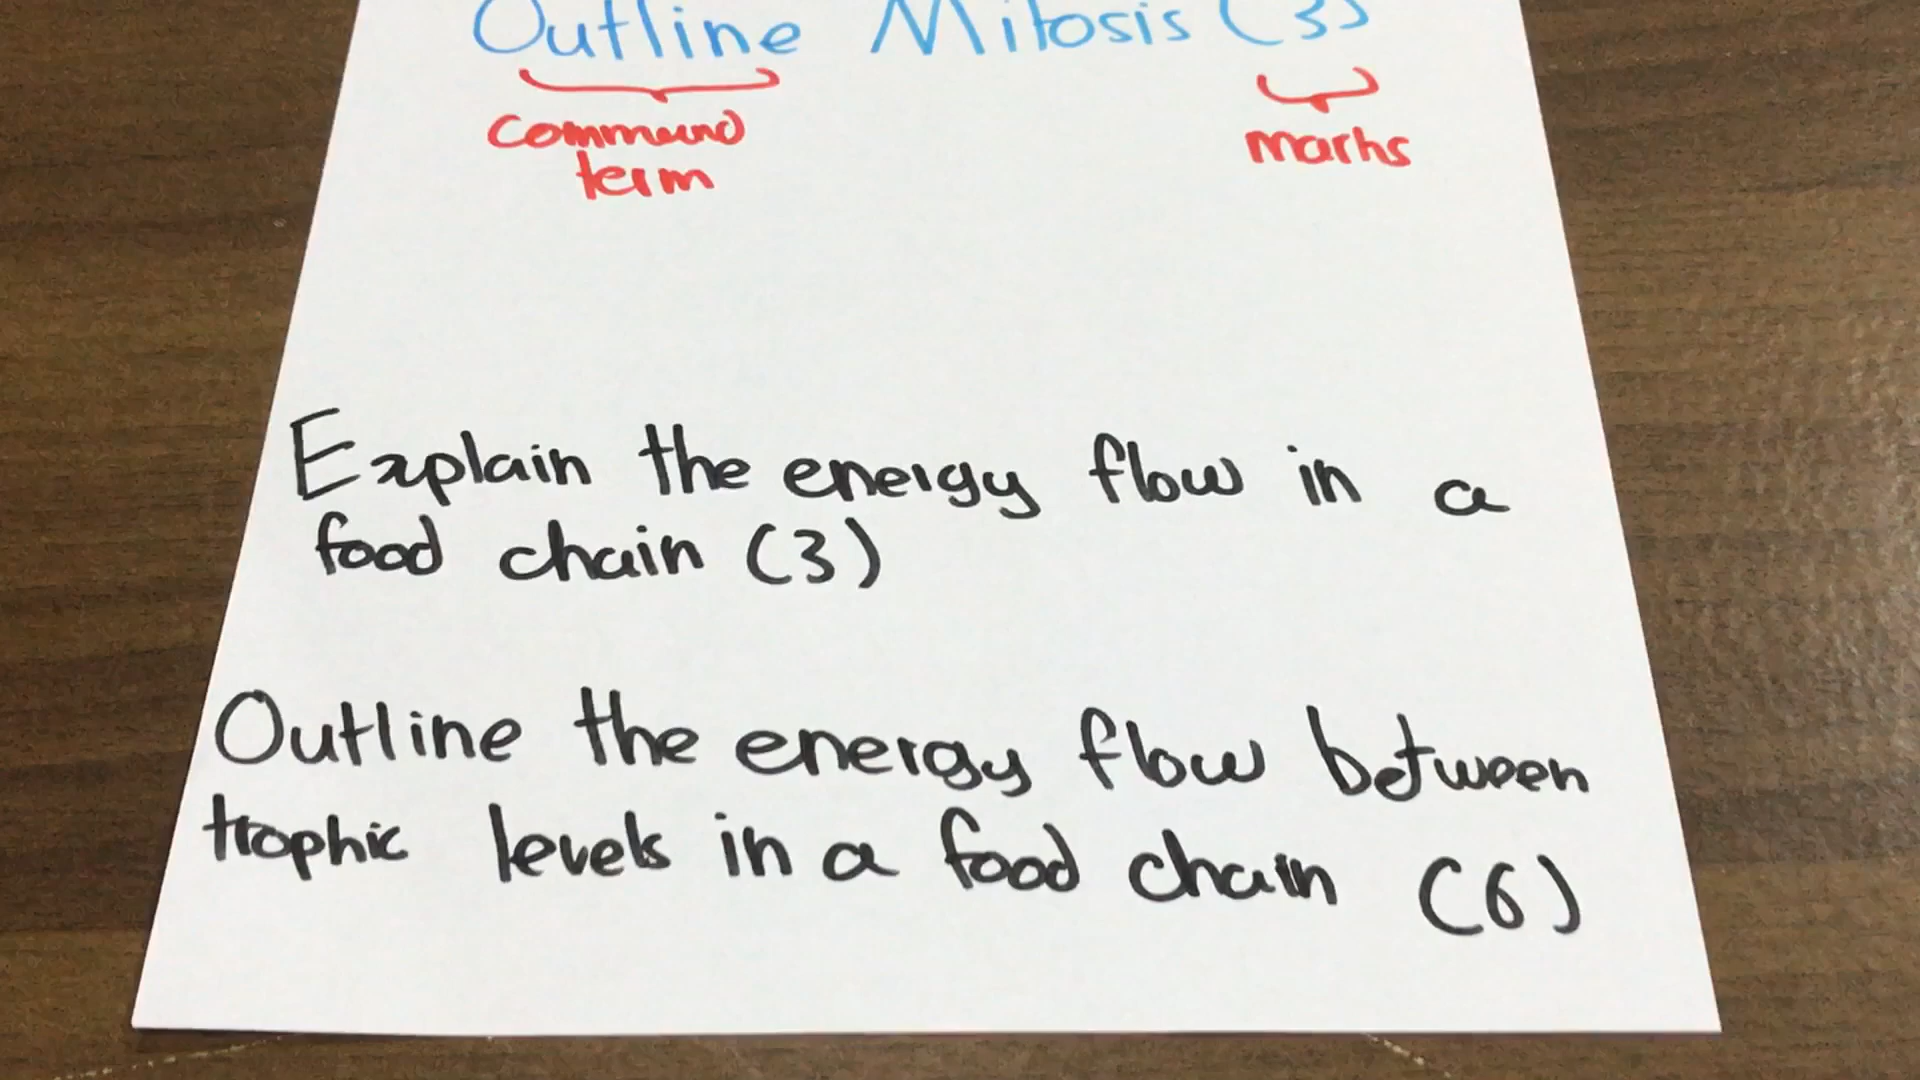 Outline Mitosis (3)
command
term
marks
Explain the energy flow in a
food chain (3)
Outline the energy flow between
trophic levels in a food chain (6)